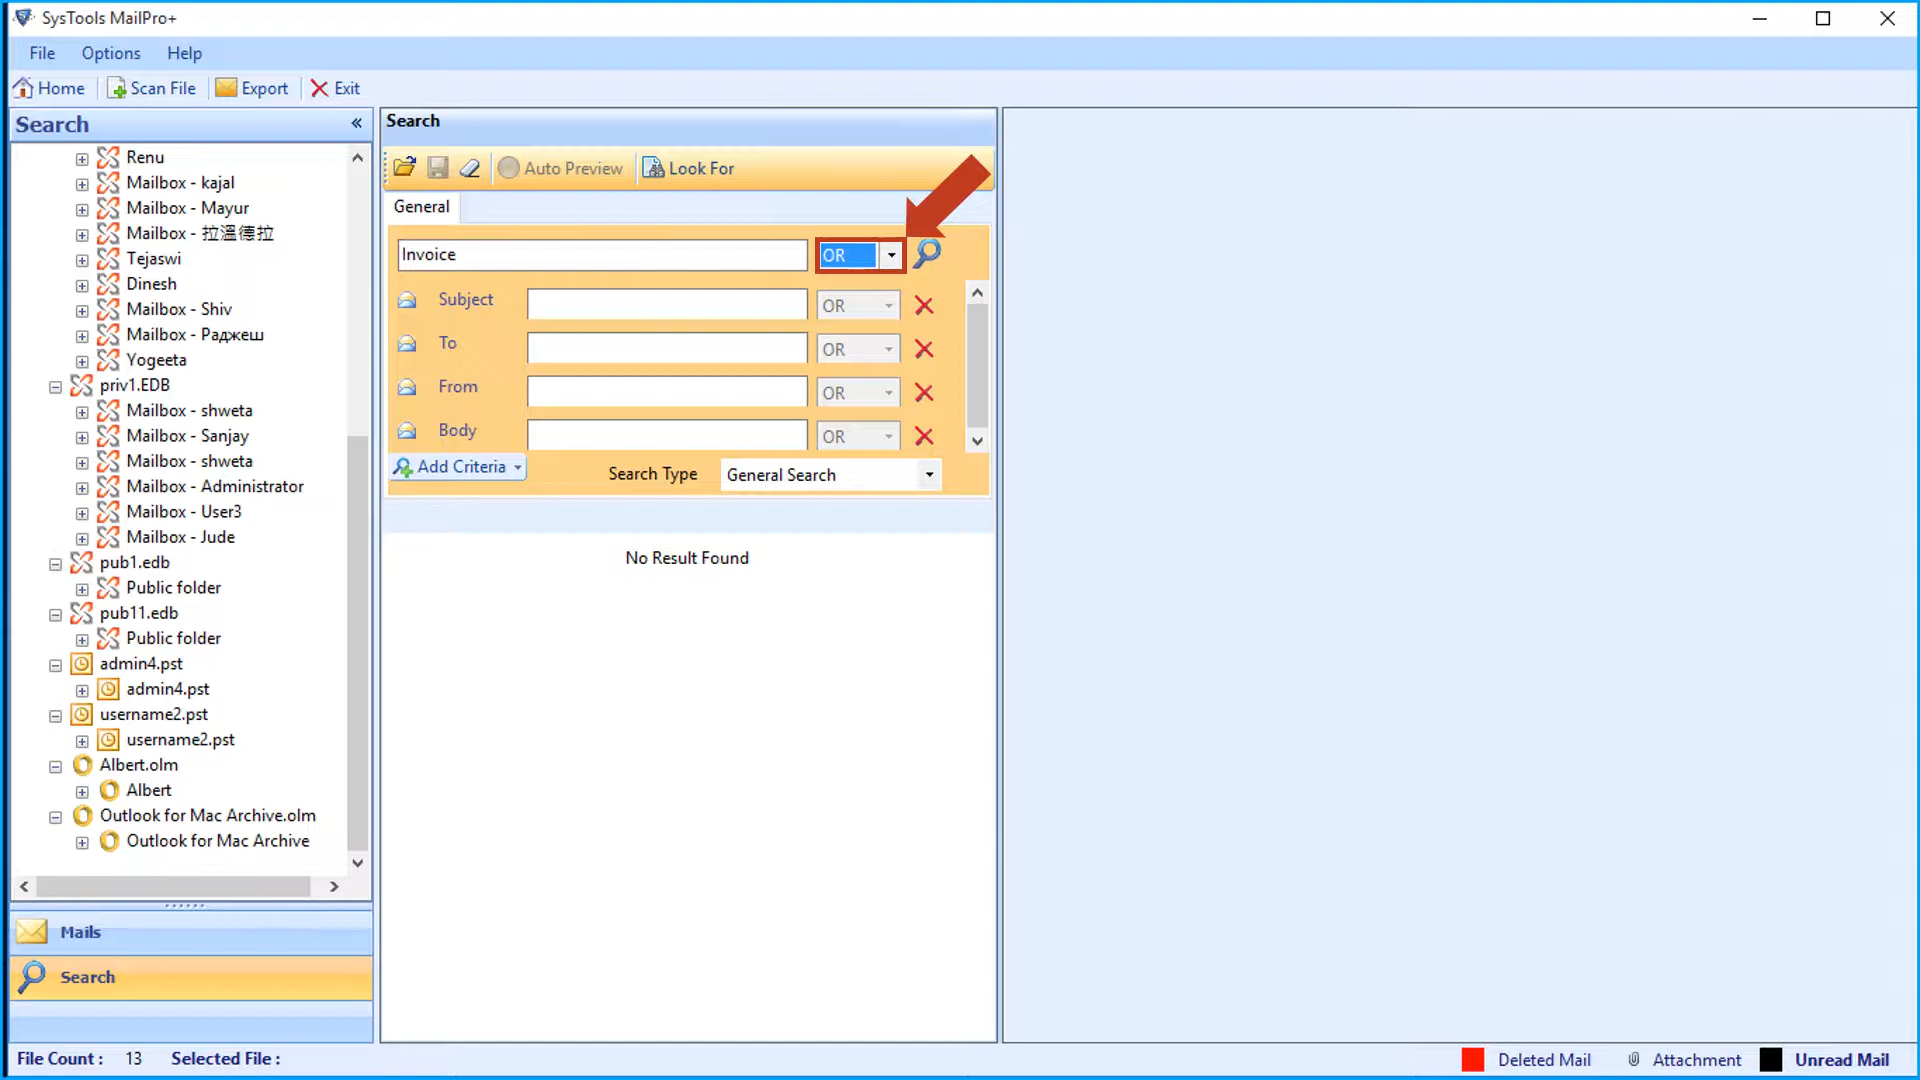 SysTools MailPro+
File Options Help
Home Scan File Export Exit
Search «
Renu
Mailbox - kajal
Mailbox - Mayur
Mailbox - 拉溫德拉
Tejaswi
Dinesh
Mailbox - Shiv
Mailbox - Раджеш
Yogeeta
priv1.EDB
Mailbox - shweta
Mailbox - Sanjay
Mailbox - shweta
Mailbox - Administrator
Mailbox - User3
Mailbox - Jude
pub1.edb
Public folder
pub11.edb
Public folder
admin4.pst
admin4.pst
username2.pst
username2.pst
Albert.olm
Albert
Outlook for Mac Archive.olm
Outlook for Mac Archive
Mails
Search
Search
Auto Preview Look For
General
Invoice OR
Subject OR
To OR
From OR
Body OR
Add Criteria Search Type General Search
No Result Found
File Count : 13 Selected File :
Deleted Mail Attachment Unread Mail